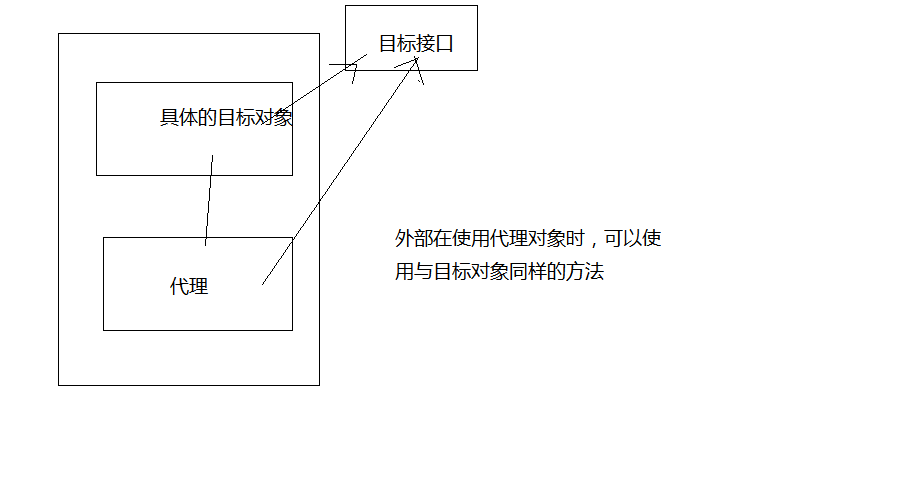 目标接口
具体的目标对象
外部在使用代理对象时，可以使
用与目标对象同样的方法
代理